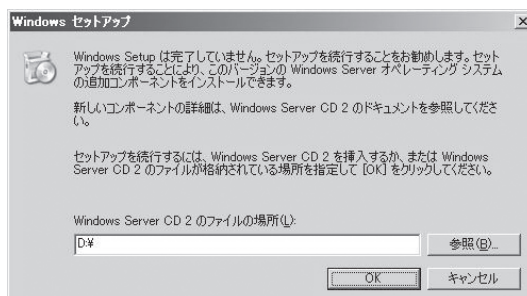 Windows セットアップ
Windows Setup は完了していません。セットアップを続行することをお勧めします。セット
アップを続行することにより、このバージョンの Windows Server オペレーティング システム
の追加コンポーネントをインストールできます。
新しいコンポーネントの詳細は、Windows Server CD 2 のドキュメントを参照してくださ
い。
セットアップを続行するには、Windows Server CD 2 を挿入するか、または Windows
Server CD 2 のファイルが格納されている場所を指定して [OK] をクリックしてください。
Windows Server CD 2 のファイルの場所(L):
D:¥
参照(B)...
OK
キャンセル